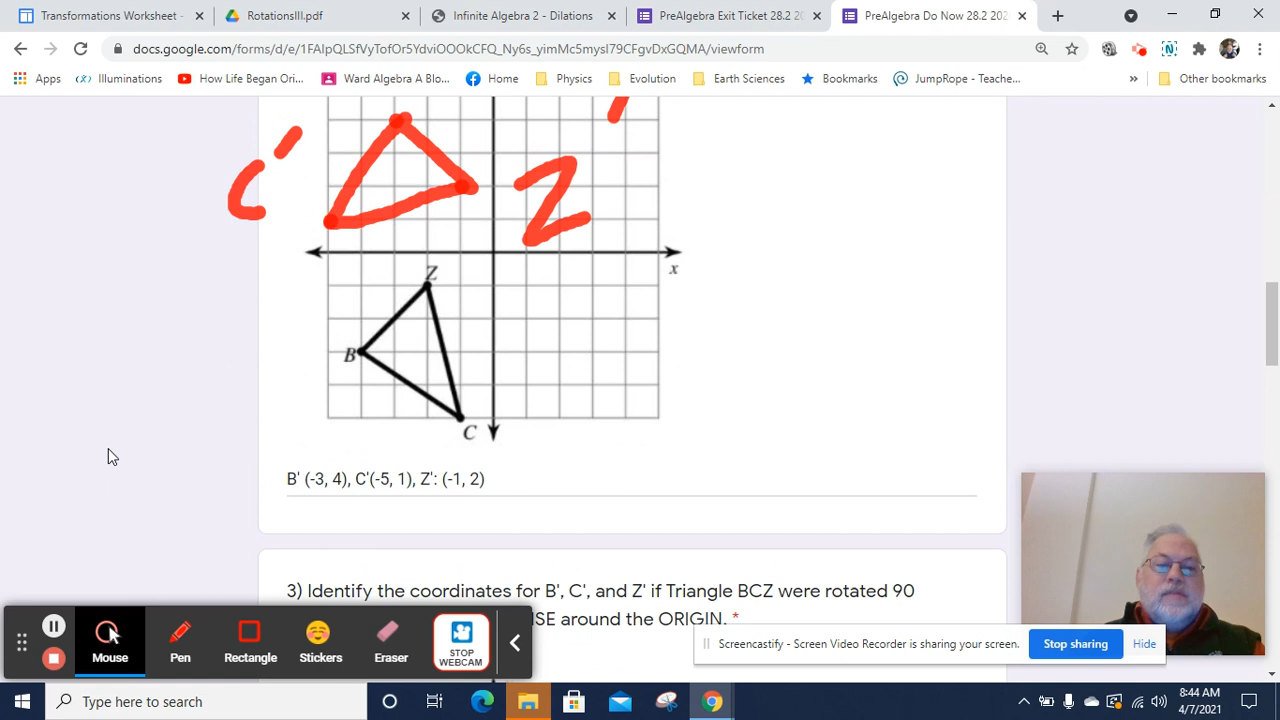 Transformations Worksheet -
RotationsIII.pdf
Infinite Algebra 2 - Dilations
PreAlgebra Exit Ticket 28.2 202
PreAlgebra Do Now 28.2 202
docs.google.com/forms/d/e/1FAIpQLSfVyTofOr5YdviOOOkCFQ_Ny6s_yimMc5mysI79CFgvDxGQMA/viewform
Apps
Illuminations
How Life Began Ori...
Ward Algebra A Blo...
Home
Physics
Evolution
Earth Sciences
Bookmarks
JumpRope - Teache...
»
Other bookmarks
C'
Z
x
Z
B
C
B' (-3, 4), C'(-5, 1), Z': (-1, 2)
3) Identify the coordinates for B', C', and Z' if Triangle BCZ were rotated 90
ISE around the ORIGIN. *
Mouse
Pen
Rectangle
Stickers
Eraser
STOP
WEBCAM
Screencastify - Screen Video Recorder is sharing your screen.
Stop sharing
Hide
Type here to search
8:44 AM
4/7/2021